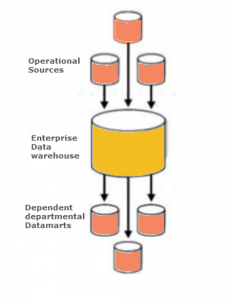 Operational
Sources
Enterprise
Data
warehouse
Dependent
departmental
Datamarts